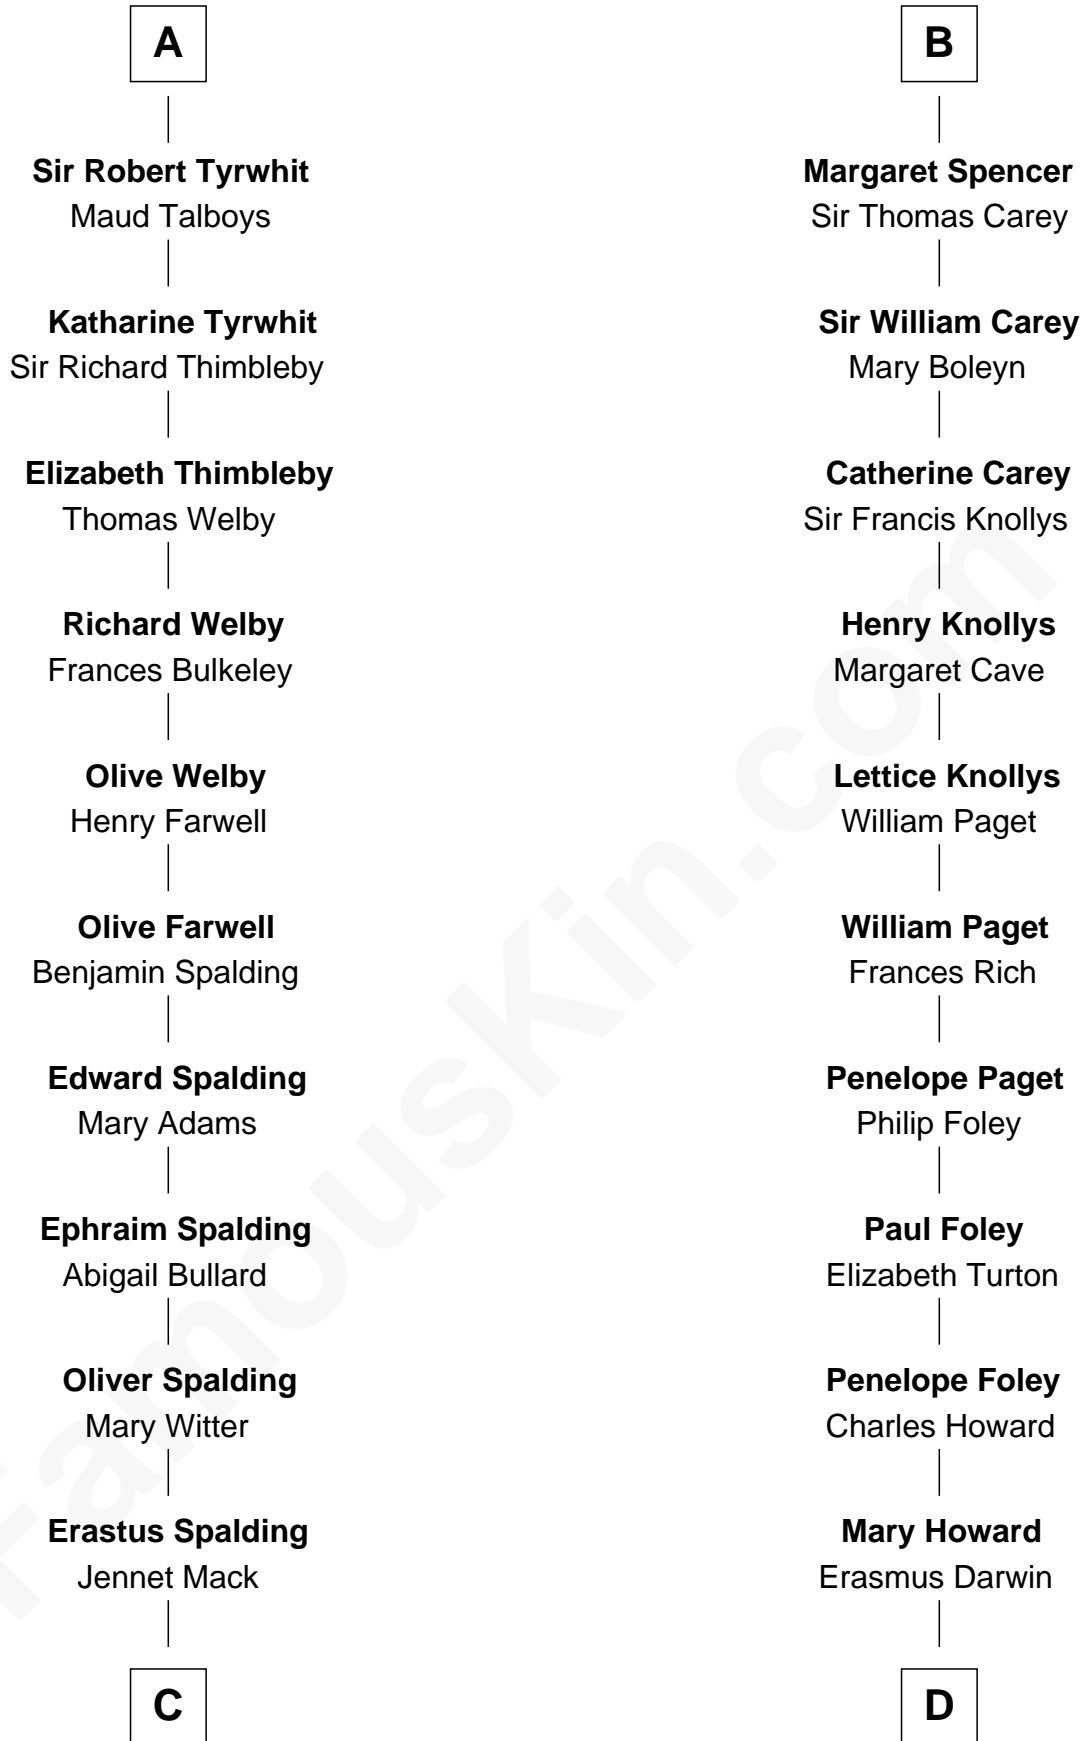 A
Sir Robert Tyrwhit
Maud Talboys
Katharine Tyrwhit
Sir Richard Thimbleby
Elizabeth Thimbleby
Thomas Welby
Richard Welby
Frances Bulkeley
Olive Welby
Henry Farwell
Olive Farwell
Benjamin Spalding
Edward Spalding
Mary Adams
Ephraim Spalding
Abigail Bullard
Oliver Spalding
Mary Witter
Erastus Spalding
Jennet Mack
C
B
Margaret Spencer
Sir Thomas Carey
Sir William Carey
Mary Boleyn
Catherine Carey
Sir Francis Knollys
Henry Knollys
Margaret Cave
Lettice Knollys
William Paget
William Paget
Frances Rich
Penelope Paget
Philip Foley
Paul Foley
Elizabeth Turton
Penelope Foley
Charles Howard
Mary Howard
Erasmus Darwin
D
FamousKin.com